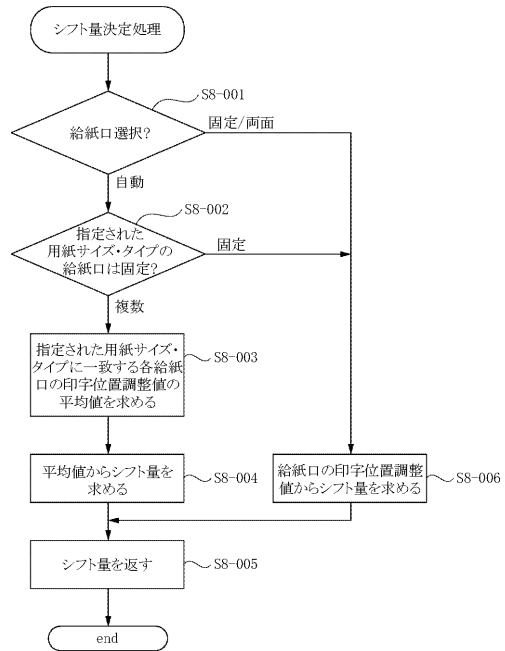 シフト量決定処理
S8-001
給紙口選択?
固定/両面
自動
S8-002
指定された
用紙サイズ・タイプの
給紙口は固定?
固定
複数
指定された用紙サイズ・
タイプに一致する各給紙
口の印字位置調整値の
平均値を求める
S8-003
平均値からシフト量を
求める
S8-004
給紙口の印字位置調整
値からシフト量を求める
S8-006
シフト量を返す
S8-005
end